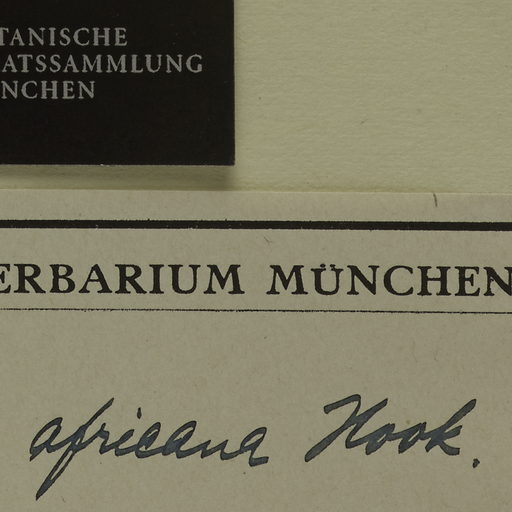 TANISCHE
ATSSAMMLUNG
NCHEN
ERBARIUM MÜNCHEN
africana Hook.